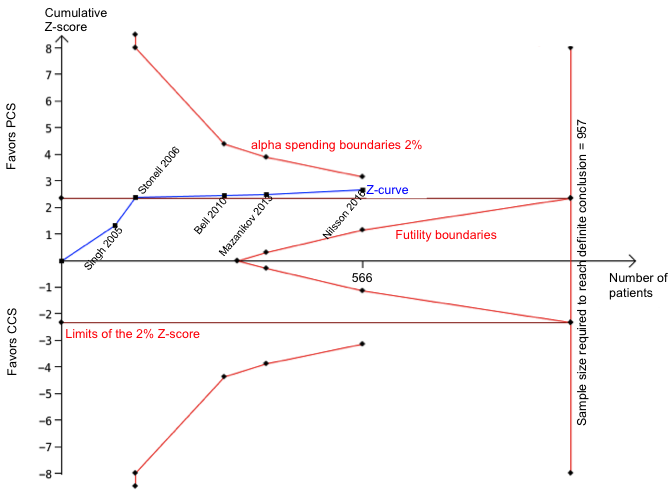 Cumulative
Z-score
8
7
6
5
4
3
2
1
−1
−2
−3
−4
−5
−6
−7
−8
Favors PCS
Favors CCS
alpha spending boundaries 2%
Stonell 2006
Z-curve
Singh 2005
Bell 2010
Mazanikov 2013
Nilsson 2016
Futility boundaries
566
Number of
patients
Limits of the 2% Z-score
Sample size required to reach definite conclusion = 957